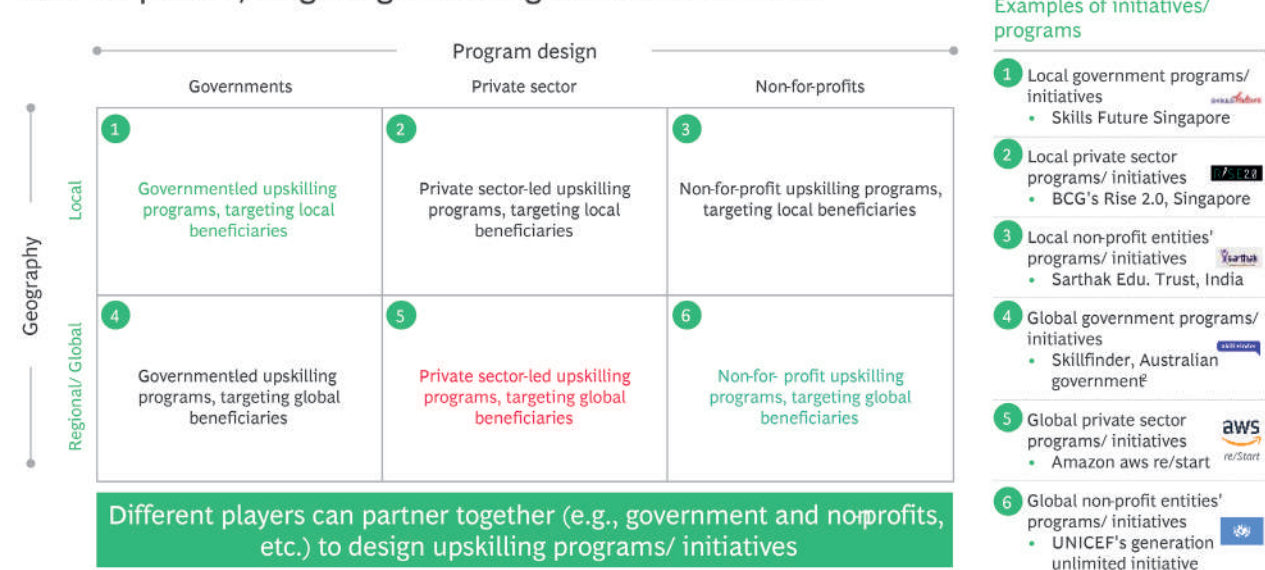 Program design
Governments
Private sector
Non-for-profits
Geography
Local
Regional/ Global
1
Governmentled upskilling
programs, targeting local
beneficiaries
2
Private sector-led upskilling
programs, targeting local
beneficiaries
3
Non-for-profit upskilling programs,
targeting local beneficiaries
4
Governmentled upskilling
programs, targeting global
beneficiaries
5
Private sector-led upskilling
programs, targeting global
beneficiaries
6
Non-for- profit upskilling
programs, targeting global
beneficiaries
Different players can partner together (e.g., government and non-profits,
etc.) to design upskilling programs/ initiatives
Examples of initiatives/
programs
1
Local government programs/
initiatives
• Skills Future Singapore
2
Local private sector
programs/ initiatives
RISE 2.0
• BCG's Rise 2.0, Singapore
3
Local non-profit entities'
programs/ initiatives
sarthak
• Sarthak Edu. Trust, India
4
Global government programs/
initiatives
skillfinder
• Skillfinder, Australian
government²
5
Global private sector
programs/ initiatives
aws
re/Start
• Amazon aws re/start
6
Global non-profit entities'
programs/ initiatives
• UNICEF's generation
unlimited initiative